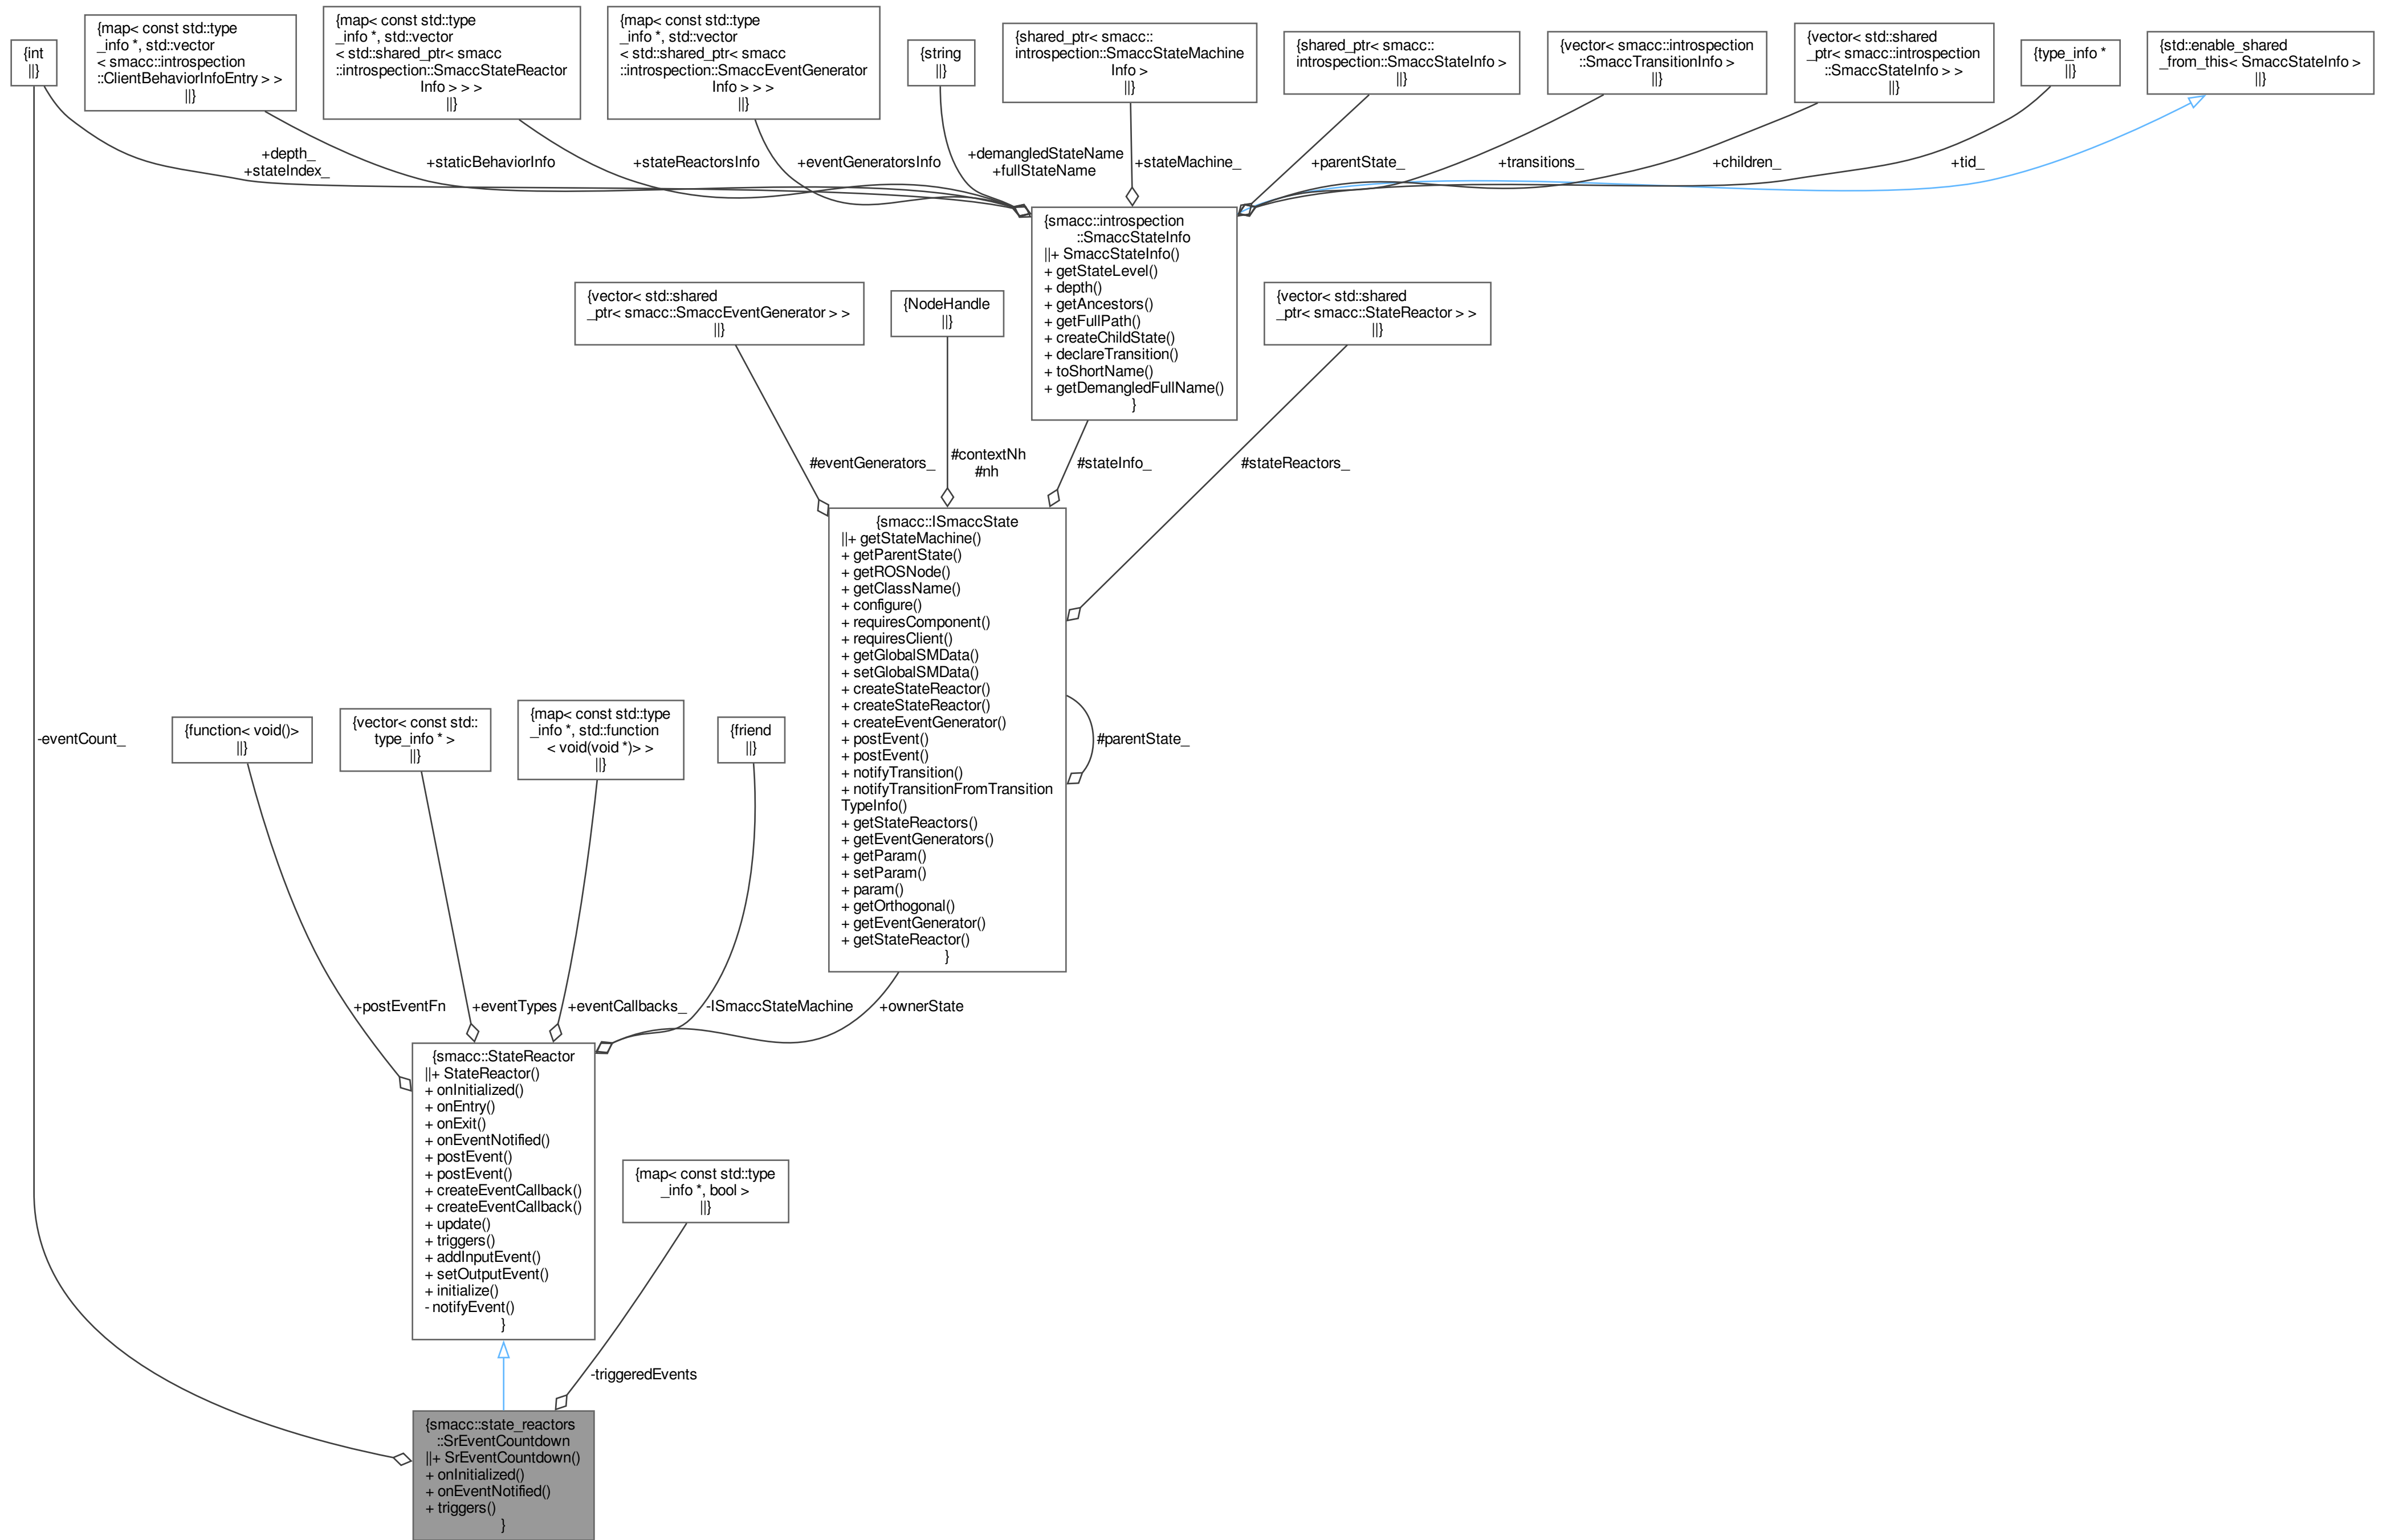 {int
||}
{map< const std::type
_info *, std::vector
< smacc::introspection
::ClientBehaviorInfoEntry > >
||}
{map< const std::type
_info *, std::vector
< std::shared_ptr< smacc
::introspection::SmaccStateReactor
Info > > >
||}
{map< const std::type
_info *, std::vector
< std::shared_ptr< smacc
::introspection::SmaccEventGenerator
Info > > >
||}
{string
||}
{shared_ptr< smacc::
introspection::SmaccStateMachine
Info >
||}
{shared_ptr< smacc::
introspection::SmaccStateInfo >
||}
{vector< smacc::introspection
::SmaccTransitionInfo >
||}
{vector< std::shared
_ptr< smacc::introspection
::SmaccStateInfo > >
||}
{type_info *
||}
{std::enable_shared
_from_this< SmaccStateInfo >
||}
+depth_
+stateIndex_
+staticBehaviorInfo
+stateReactorsInfo
+eventGeneratorsInfo
+demangledStateName
+fullStateName
+stateMachine_
+parentState_
+transitions_
+children_
+tid_
{smacc::introspection
::SmaccStateInfo
||+ SmaccStateInfo()
+ getStateLevel()
+ depth()
+ getAncestors()
+ getFullPath()
+ createChildState()
+ declareTransition()
+ toShortName()
+ getDemangledFullName()
}
{vector< std::shared
_ptr< smacc::SmaccEventGenerator > >
||}
{NodeHandle
||}
{vector< std::shared
_ptr< smacc::StateReactor > >
||}
#eventGenerators_
#contextNh
#nh
#stateInfo_
#stateReactors_
{smacc::ISmaccState
||+ getStateMachine()
+ getParentState()
+ getROSNode()
+ getClassName()
+ configure()
+ requiresComponent()
+ requiresClient()
+ getGlobalSMData()
+ setGlobalSMData()
+ createStateReactor()
+ createStateReactor()
+ createEventGenerator()
+ postEvent()
+ postEvent()
+ notifyTransition()
+ notifyTransitionFromTransition
TypeInfo()
+ getStateReactors()
+ getEventGenerators()
+ getParam()
+ setParam()
+ param()
+ getOrthogonal()
+ getEventGenerator()
+ getStateReactor()
}
#parentState_
-eventCount_
{function< void()>
||}
{vector< const std::
type_info * >
||}
{map< const std::type
_info *, std::function
< void(void *)> >
||}
{friend
||}
+postEventFn
+eventTypes
+eventCallbacks_
-ISmaccStateMachine
+ownerState
{smacc::StateReactor
||+ StateReactor()
+ onInitialized()
+ onEntry()
+ onExit()
+ onEventNotified()
+ postEvent()
+ postEvent()
+ createEventCallback()
+ createEventCallback()
+ update()
+ triggers()
+ addInputEvent()
+ setOutputEvent()
+ initialize()
- notifyEvent()
}
{map< const std::type
_info *, bool >
||}
-triggeredEvents
{smacc::state_reactors
::SrEventCountdown
||+ SrEventCountdown()
+ onInitialized()
+ onEventNotified()
+ triggers()
}